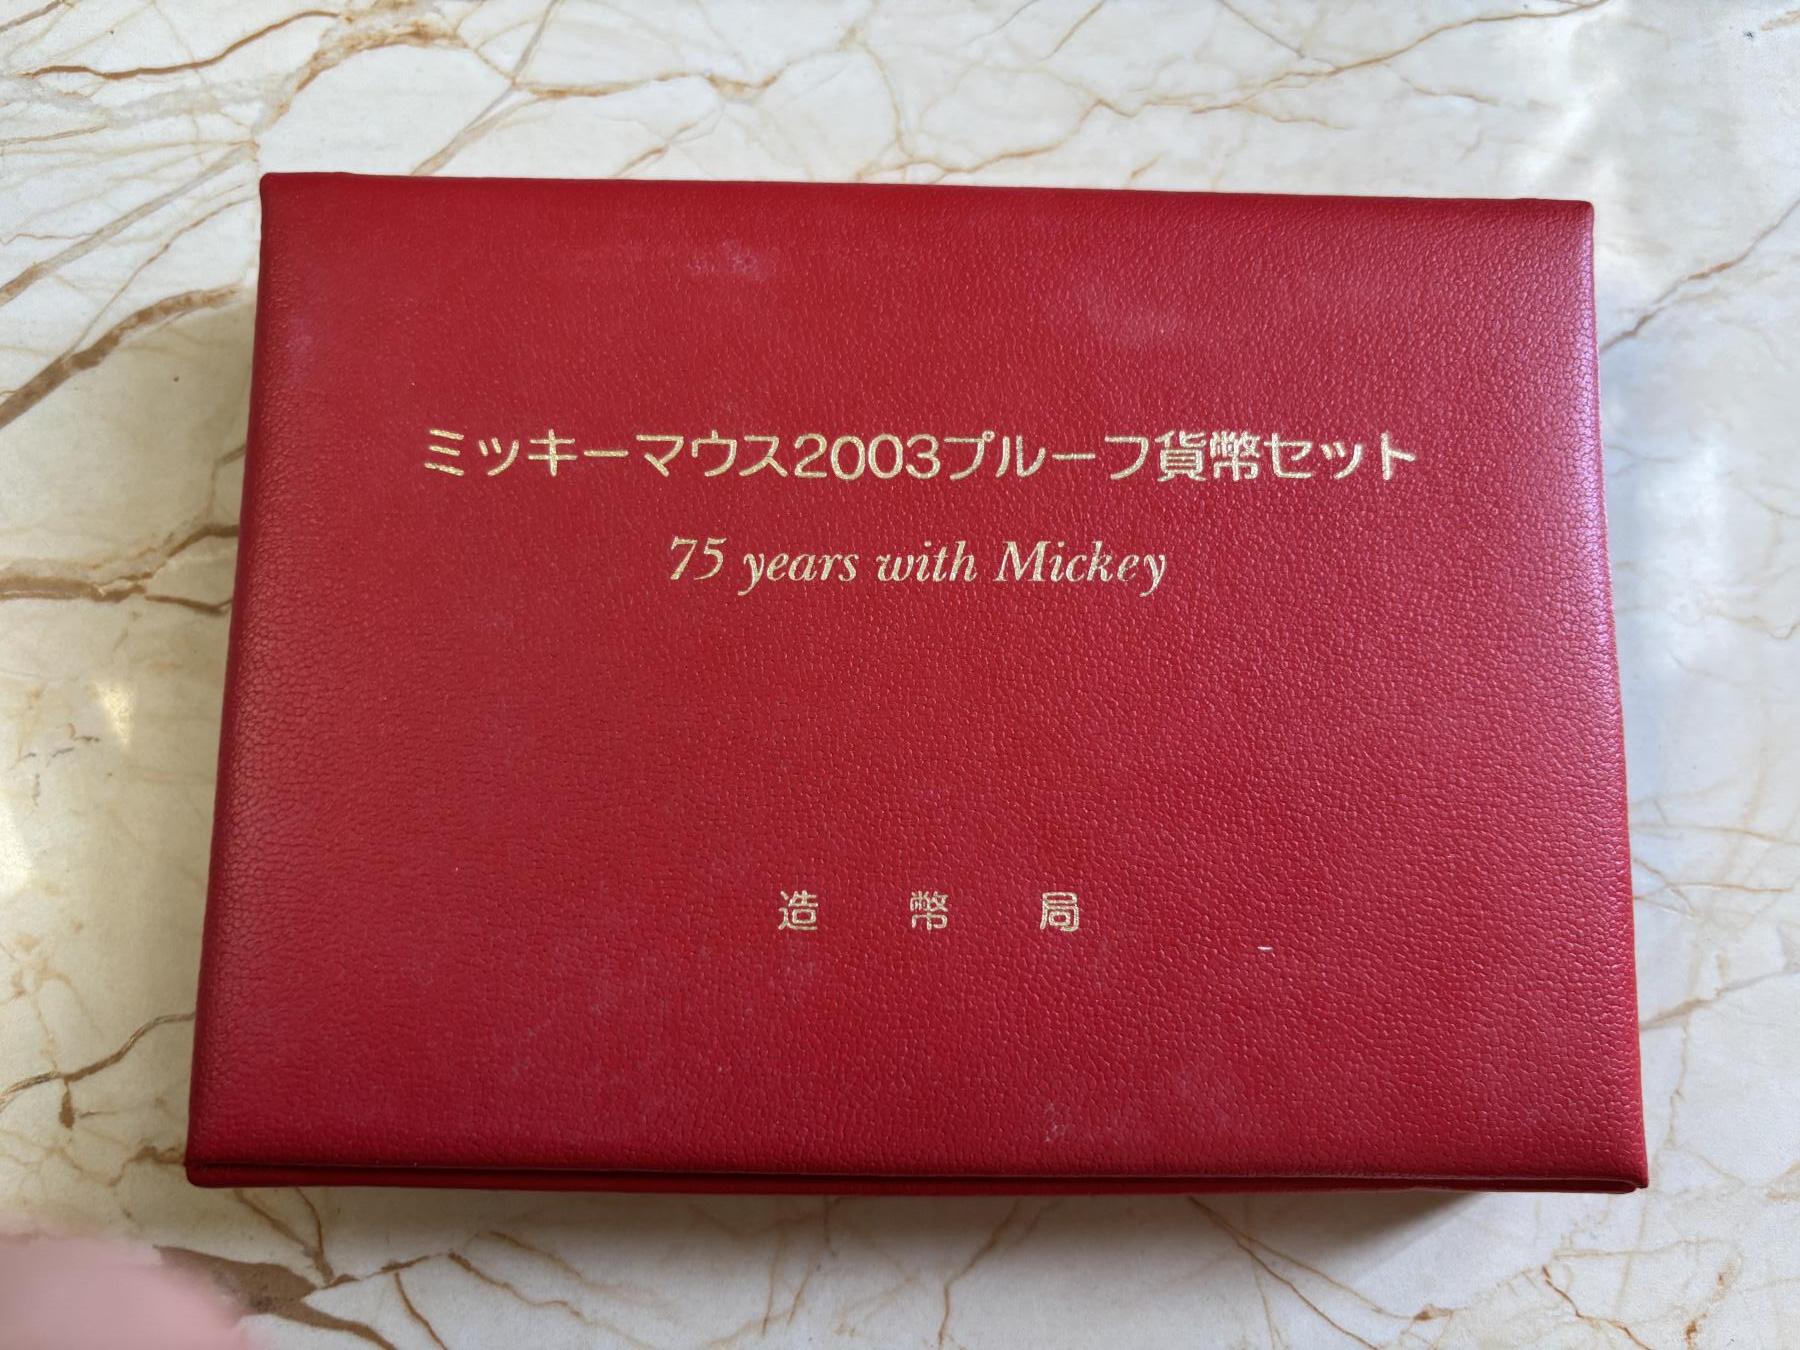 ミッキーマウス2003プルーフ貨幣セット
75 years with Mickey
造幣局